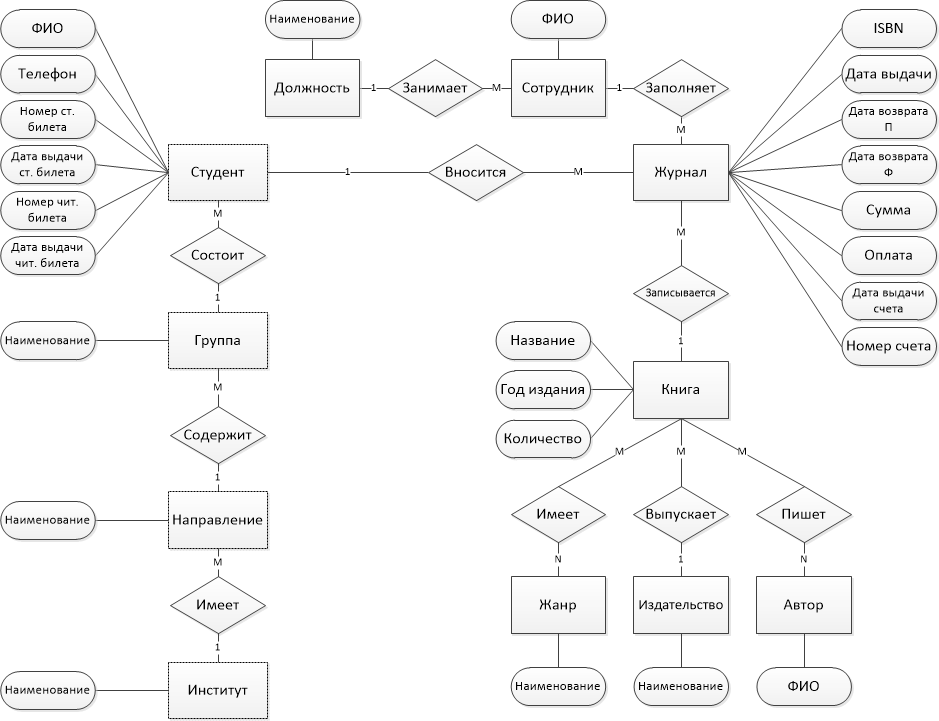 Наименование
ФИО
ФИО
ISBN
Телефон
Дата выдачи
Должность
1
Занимает
M
Сотрудник
1
Заполняет
Номер ст.
билета
Дата возврата
П
M
Дата выдачи
ст. билета
Студент
1
Вносится
M
Журнал
Дата возврата
Ф
Номер чит.
билета
Сумма
M
M
Дата выдачи
чит. билета
Состоит
Оплата
1
Записывается
Дата выдачи
счета
Наименование
Группа
Название
1
Номер счета
M
Год издания
Книга
Содержит
Количество
M
M
M
1
Наименование
Направление
Имеет
Выпускает
Пишет
M
N
1
N
Имеет
Жанр
Издательство
Автор
1
Наименование
Институт
Наименование
Наименование
ФИО